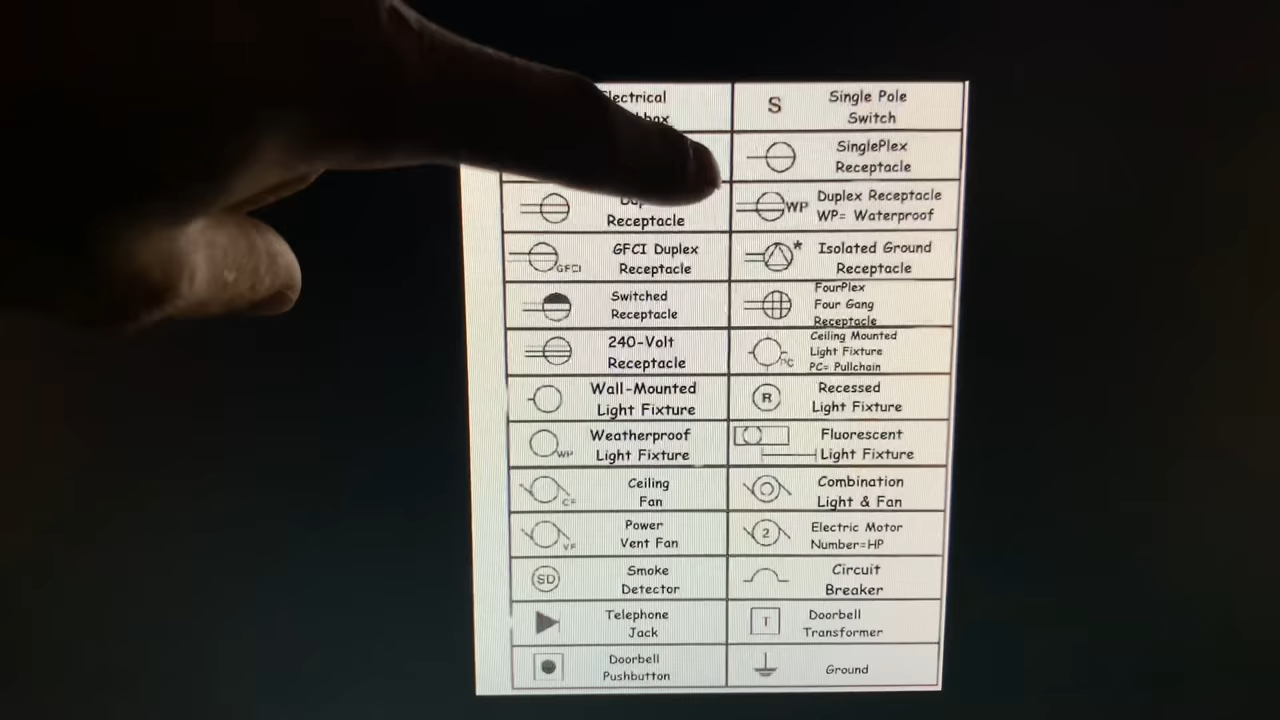 Electrical
S
Single Pole
Switch
SinglePlex
Receptacle
Receptacle
WP
Duplex Receptacle
WP= Waterproof
GFCI
GFCI Duplex
Receptacle
*
Isolated Ground
Receptacle
Switched
Receptacle
FourPlex
Four Gang
Receptacle
240-Volt
Receptacle
PC
Ceiling Mounted
Light Fixture
PC= Pullchain
Wall-Mounted
Light Fixture
R
Recessed
Light Fixture
WP
Weatherproof
Light Fixture
Fluorescent
Light Fixture
CF
Ceiling
Fan
Combination
Light & Fan
VF
Power
Vent Fan
2
Electric Motor
Number=HP
SD
Smoke
Detector
Circuit
Breaker
Telephone
Jack
T
Doorbell
Transformer
Doorbell
Pushbutton
Ground